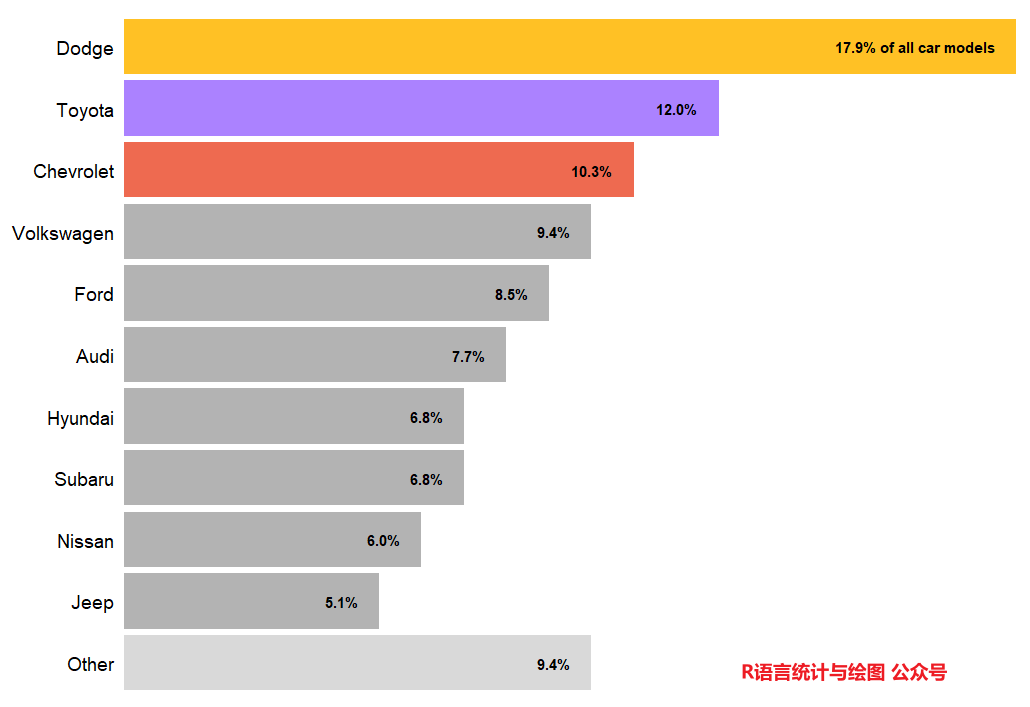 Dodge 17.9% of all car models
Toyota 12.0%
Chevrolet 10.3%
Volkswagen 9.4%
Ford 8.5%
Audi 7.7%
Hyundai 6.8%
Subaru 6.8%
Nissan 6.0%
Jeep 5.1%
Other 9.4%
R语言统计与绘图 公众号